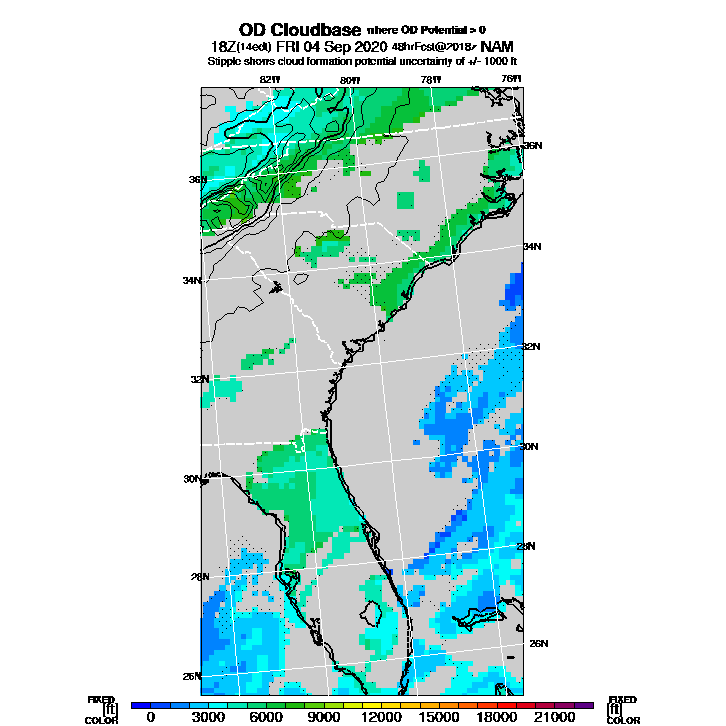 OD Cloudbase where OD Potential > 0
18Z(14edt) FRI 04 Sep 2020 48hrFcst@2018z NAM
Stipple shows cloud formation potential uncertainty of +/- 1000 ft
82W 80W 78W 76W
36N
36N
34N
34N
32N
32N
30N
30N
28N
28N
26N
26N
FIXED FIXED
[ft] 0 3000 6000 9000 12000 15000 18000 21000 [ft]
COLOR COLOR